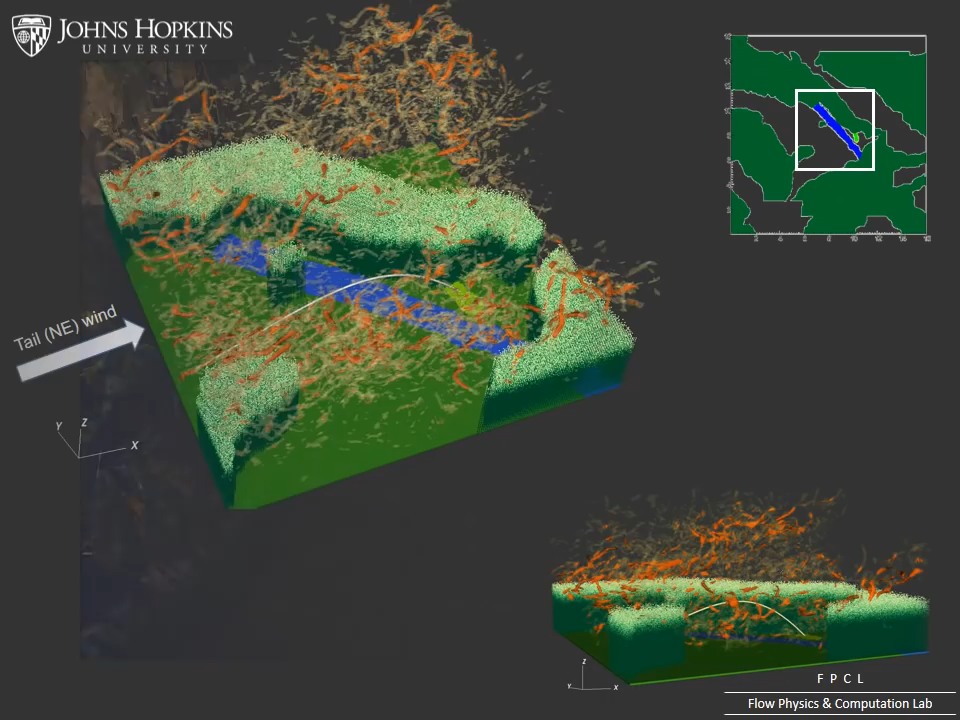 JOHNS HOPKINS
UNIVERSITY
Tail (NE) wind
Y
Z
X
Z
Y
X
F P C L
Flow Physics & Computation Lab